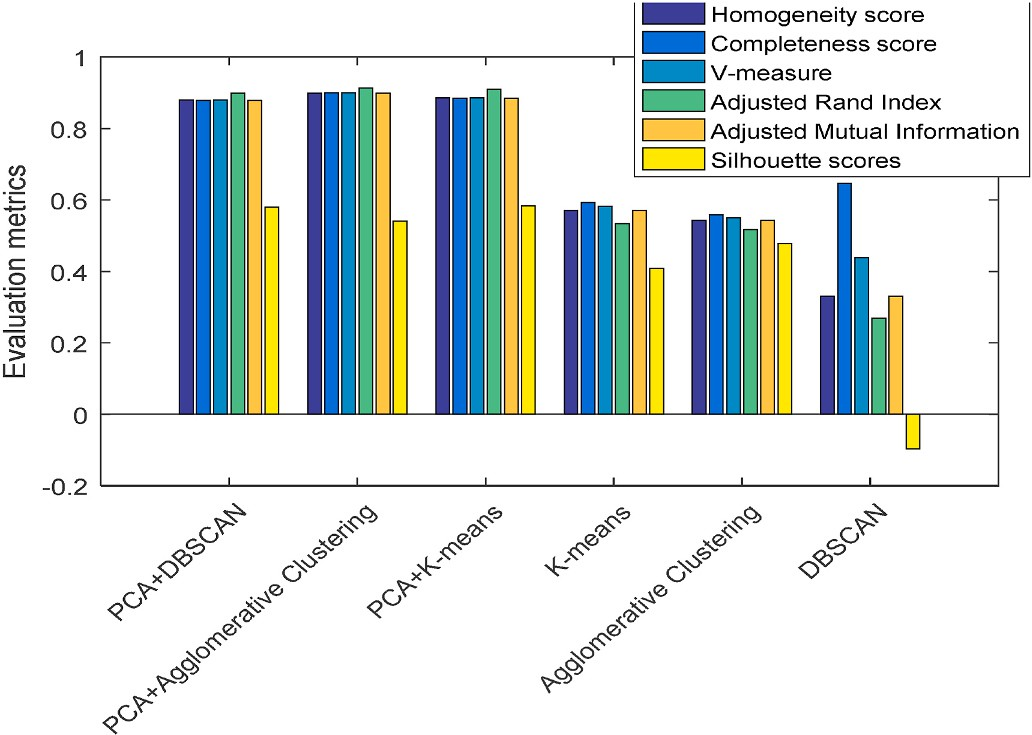 Homogeneity score
Completeness score
V-measure
Adjusted Rand Index
Adjusted Mutual Information
Silhouette scores
Evaluation metrics
1
0.8
0.6
0.4
0.2
0
-0.2
PCA+DBSCAN
PCA+Agglomerative Clustering
PCA+K-means
K-means
Agglomerative Clustering
DBSCAN